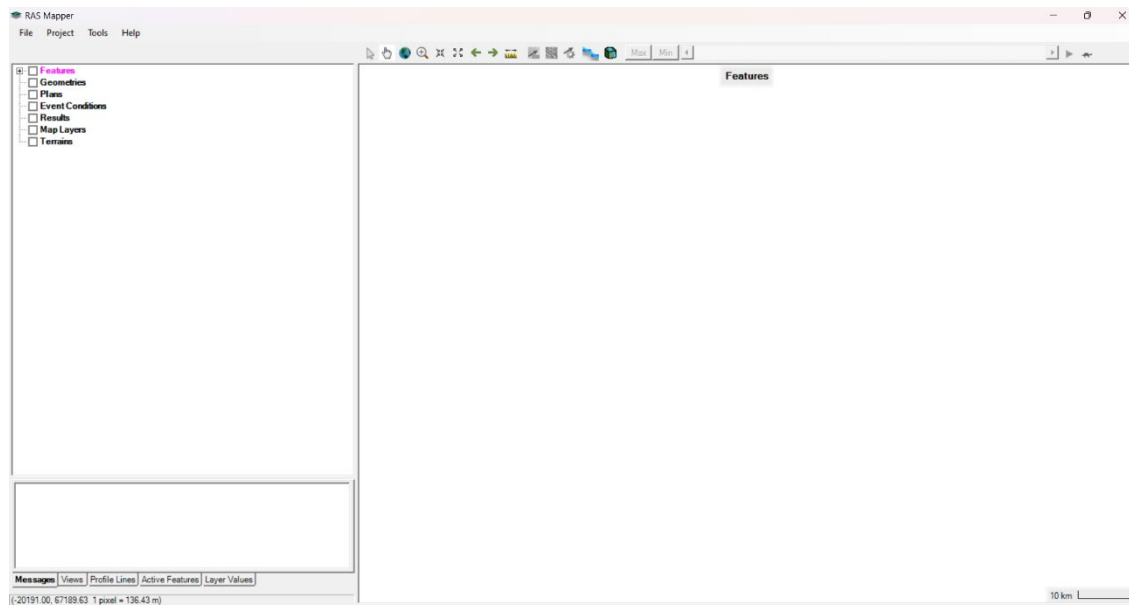 RAS Mapper
File Project Tools Help
Max Min
Features
Geometries
Plans
Event Conditions
Results
Map Layers
Terrains
Features
Messages Views Profile Lines Active Features Layer Values
(-20191.00, 67189.63 1 pixel = 136.43 m)
10 km